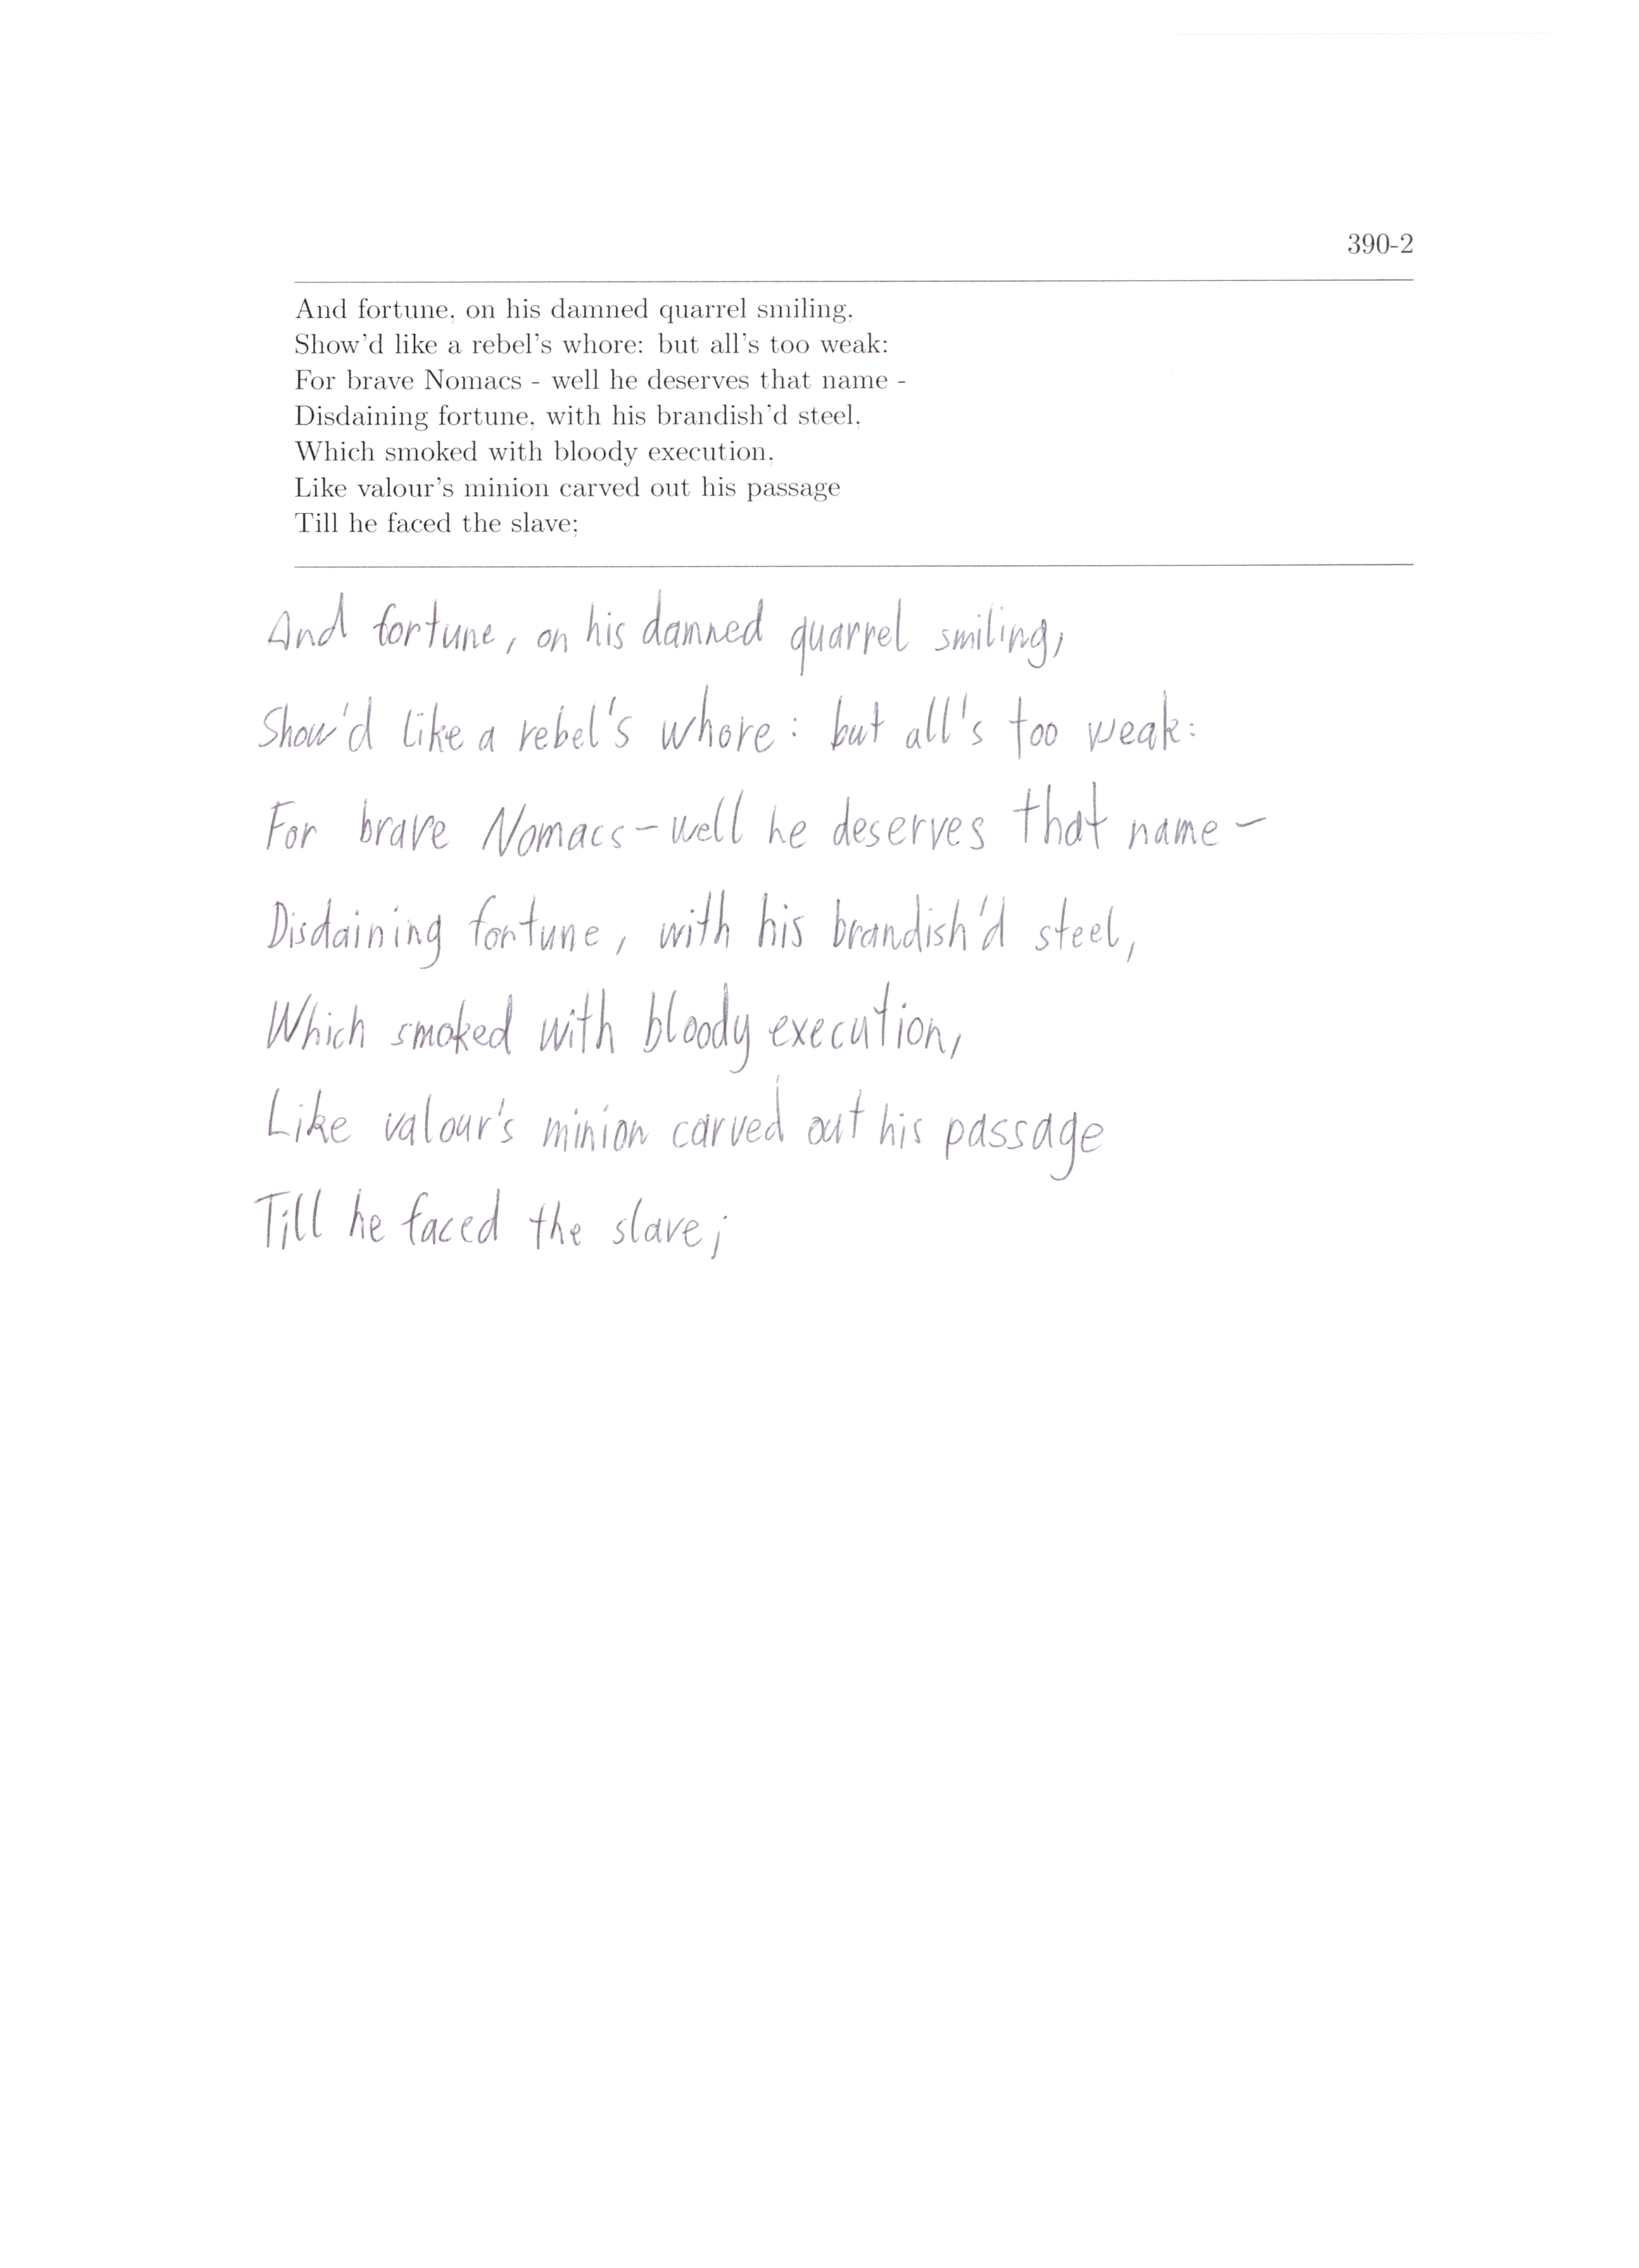 390-2
And fortune, on his damned quarrel smiling,
Show'd like a rebel's whore: but all's too weak:
For brave Nomacs - well he deserves that name -
Disdaining fortune, with his brandish'd steel,
Which smoked with bloody execution,
Like valour's minion carved out his passage
Till he faced the slave;
And fortune, on his damned quarrel smiling,
Show'd like a rebel's whore: but all's too weak:
For brave Nomacs - well he deserves that name -
Disdaining fortune, with his brandish'd steel,
Which smoked with bloody execution,
Like valour's minion carved out his passage
Till he faced the slave;